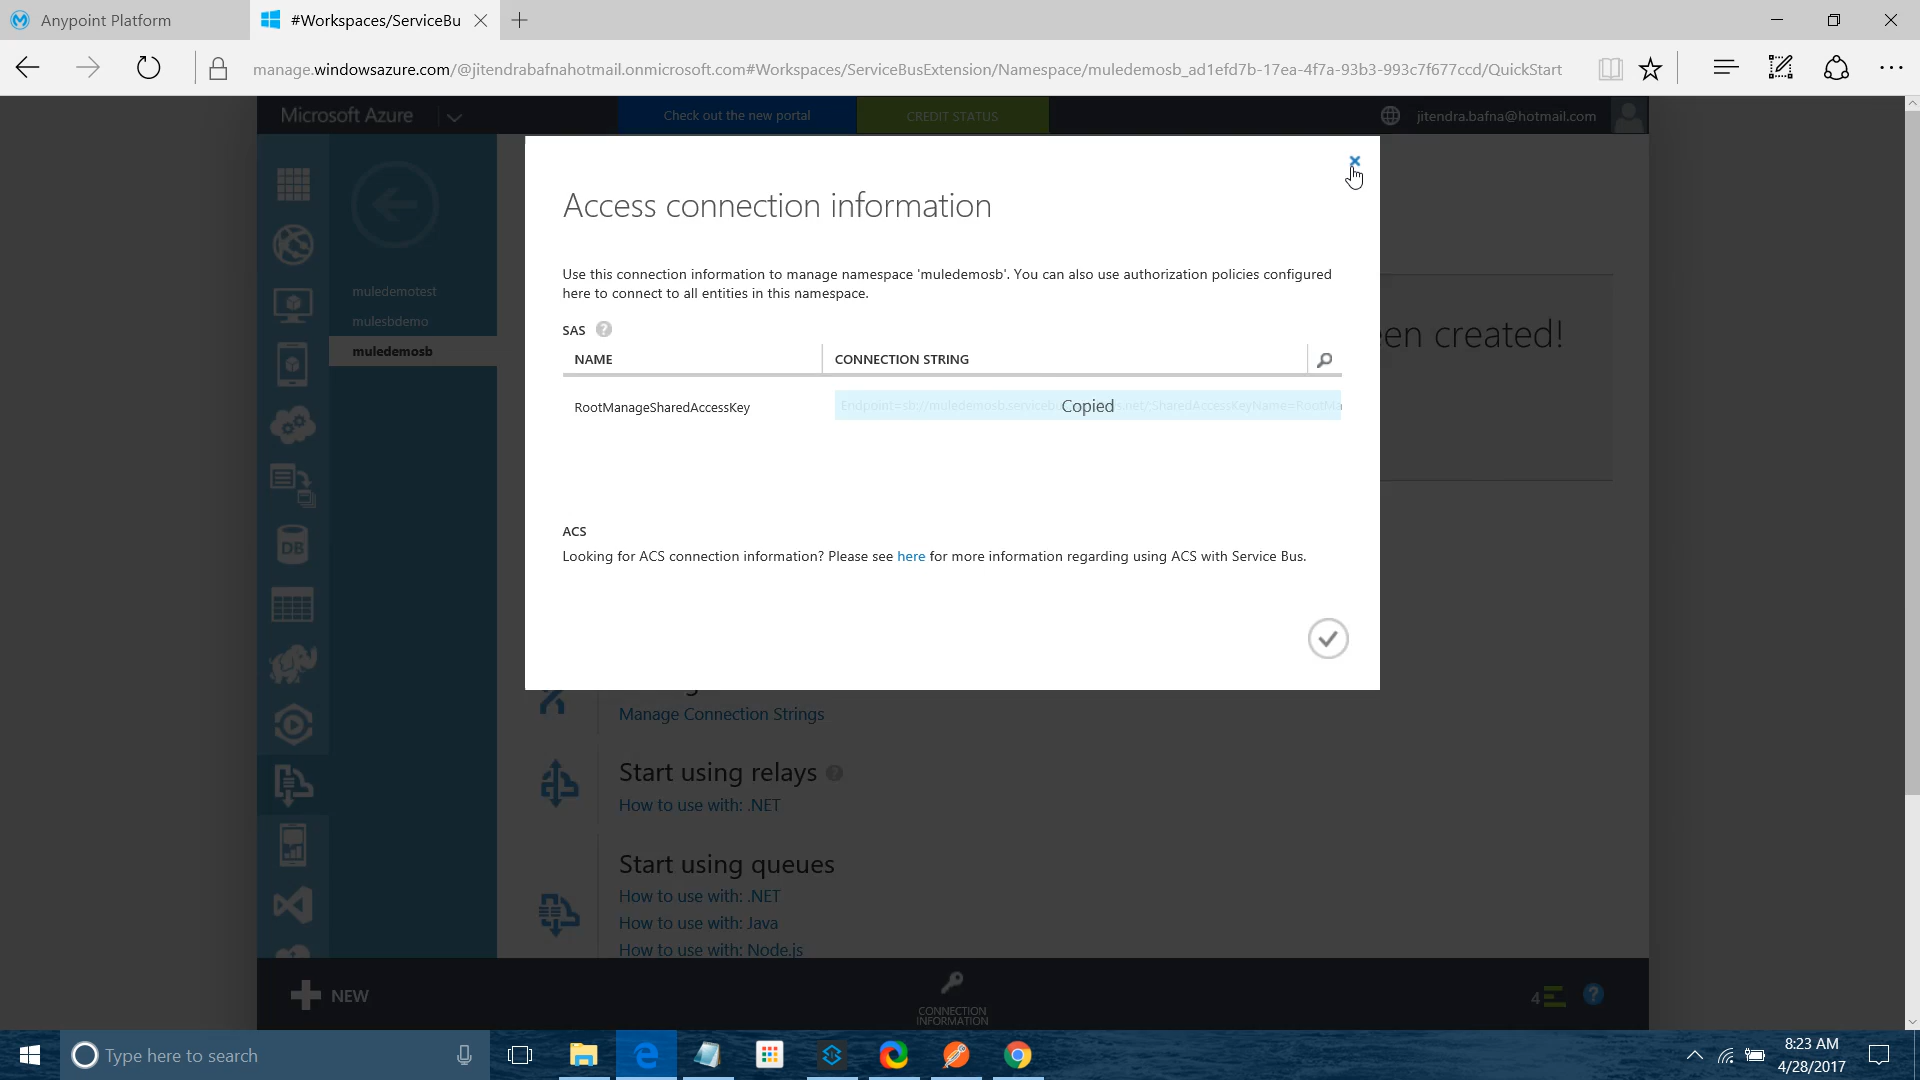 Anypoint Platform
#Workspaces/ServiceBu
manage.windowsazure.com/@jitendrabafnahotmail.onmicrosoft.com#Workspaces/ServiceBusExtension/Namespace/muledemosb_ad1efd7b-17ea-4f7a-93b3-993c7f677ccd/QuickStart
Microsoft Azure
Check out the new portal
CREDIT STATUS
jitendra.bafna@hotmail.com
muledemotest
mulesbdemo
muledemosb
een created!
Access connection information
Use this connection information to manage namespace 'muledemosb'. You can also use authorization policies configured
here to connect to all entities in this namespace.
SAS ?
NAME CONNECTION STRING
RootManageSharedAccessKey
Copied
ACS
Looking for ACS connection information? Please see here for more information regarding using ACS with Service Bus.
Manage Connection Strings
Start using relays ?
How to use with: .NET
Start using queues
How to use with: .NET
How to use with: Java
How to use with: Node.js
DB
NEW
CONNECTION
INFORMATION
4
?
Type here to search
8:23 AM
4/28/2017